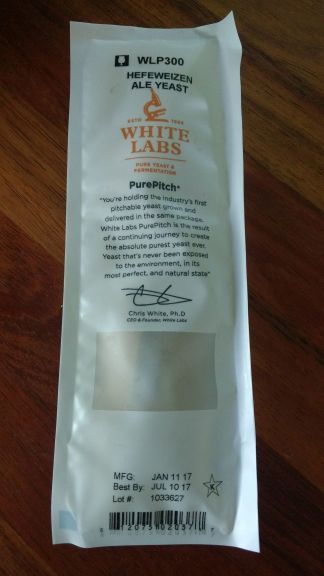 WLP300
HEFEWEIZEN
ALE YEAST
ESTD 1995
WHITE
LABS
PURE YEAST &
FERMENTATION
PurePitch®
"You're holding the industry's first
pitchable yeast grown and
delivered in the same package.
White Labs PurePitch is the result
of a continuing journey to create
the absolute purest yeast ever.
Yeast that's never been exposed
to the environment, in its
most perfect, and natural state"
Chris White, Ph.D
CEO & Founder, White Labs
MFG: JAN 11 17
Best By: JUL 10 17
Lot #: 1033627
K